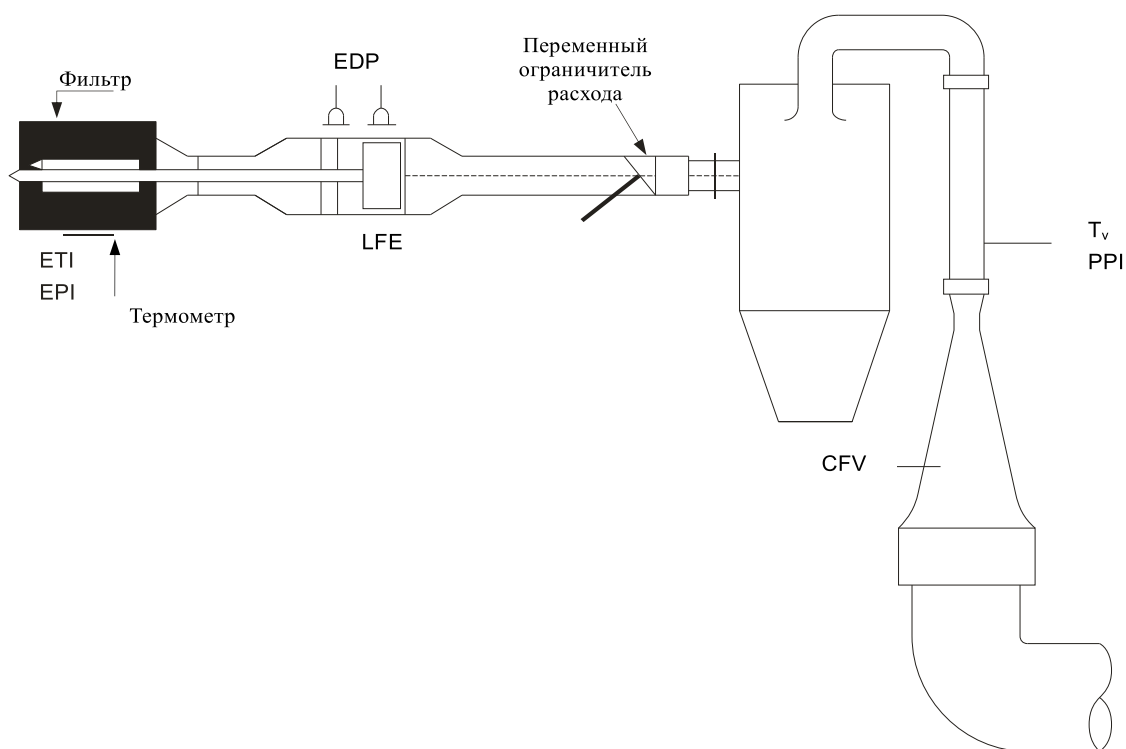 Фильтр
EDP
Переменный
ограничитель
расхода
LFE
ETI
EPI
Термометр
Tv
PPI
CFV